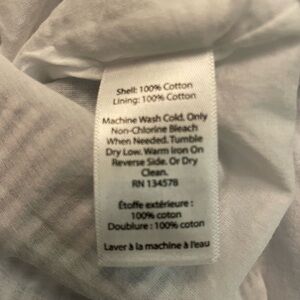 Shell: 100% Cotton
Lining: 100% Cotton
Machine Wash Cold. Only
Non-Chlorine Bleach
When Needed. Tumble
Dry Low. Warm Iron On
Reverse Side. Or Dry
Clean.
RN 134578
Étoffe extérieure :
100% coton
Doublure : 100% coton
Laver à la machine à l'eau